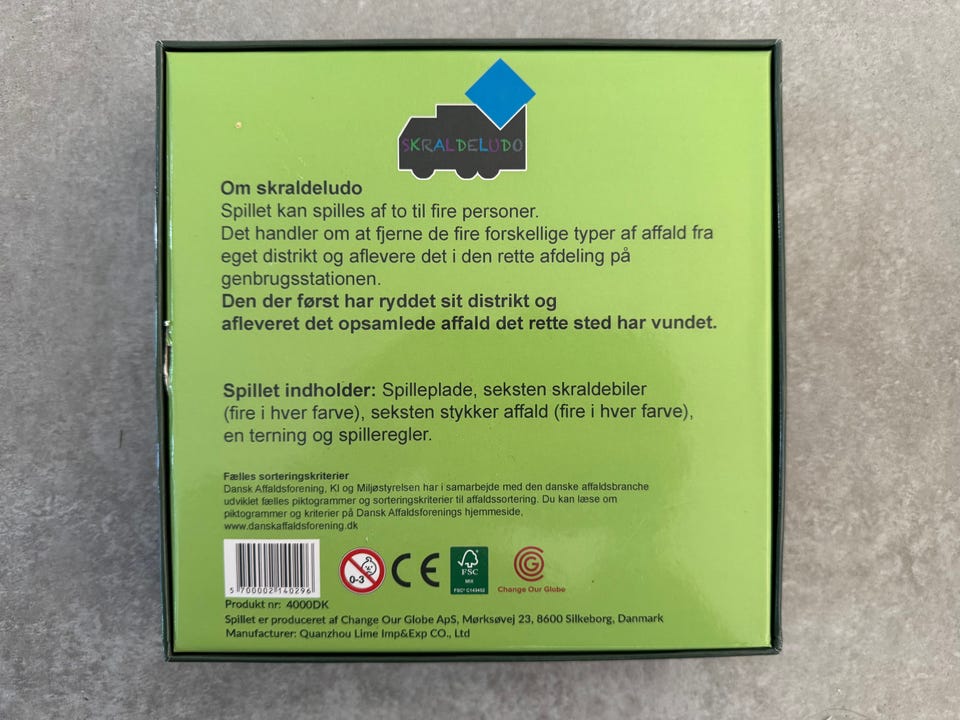 SKRALDELUDO
Om skraldeludo
Spillet kan spilles af to til fire personer.
Det handler om at fjerne de fire forskellige typer af affald fra
eget distrikt og aflevere det i den rette afdeling på
genbrugsstationen.
Den der først har ryddet sit distrikt og
afleveret det opsamlede affald det rette sted har vundet.
Spillet indholder: Spilleplade, seksten skraldebiler
(fire i hver farve), seksten stykker affald (fire i hver farve),
en terning og spilleregler.
Fælles sorteringskriterier
Dansk Affaldsforening, Kl og Miljøstyrelsen har i samarbejde med den danske affaldsbranche
udviklet fælles piktogrammer og sorteringskriterier til affaldssortering. Du kan læse om
piktogrammer og kriterier på Dansk Affaldsforenings hjemmeside,
www.danskaffaldsforening.dk
5 700002 140296
0-3
CE
FSC
MIX
FSC® C149452
Change Our Globe
Produkt nr: 4000DK
Spillet er produceret af Change Our Globe ApS, Mørksøvej 23, 8600 Silkeborg, Danmark
Manufacturer: Quanzhou Lime Imp&Exp CO., Ltd